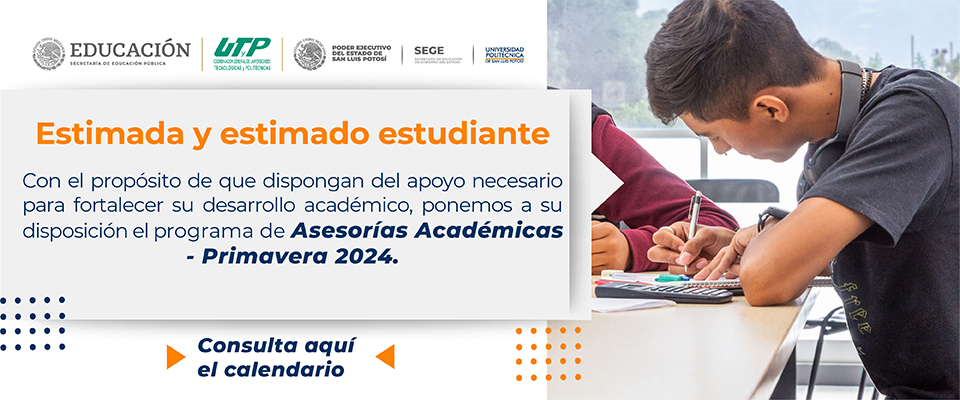 EDUCACIÓN
SECRETARÍA DE EDUCACIÓN PÚBLICA
UTP
COORDINACIÓN GENERAL DE UNIVERSIDADES
TECNOLÓGICAS Y POLITÉCNICAS
PODER EJECUTIVO
DEL ESTADO DE
SAN LUIS POTOSÍ
SEGE
SECRETARÍA DE EDUCACIÓN
DE GOBIERNO DEL ESTADO
UNIVERSIDAD
POLITÉCNICA
DE SAN LUIS POTOSÍ
Estimada y estimado estudiante
Con el propósito de que dispongan del apoyo necesario
para fortalecer su desarrollo académico, ponemos a su
disposición el programa de Asesorías Académicas
- Primavera 2024.
Consulta aquí
el calendario